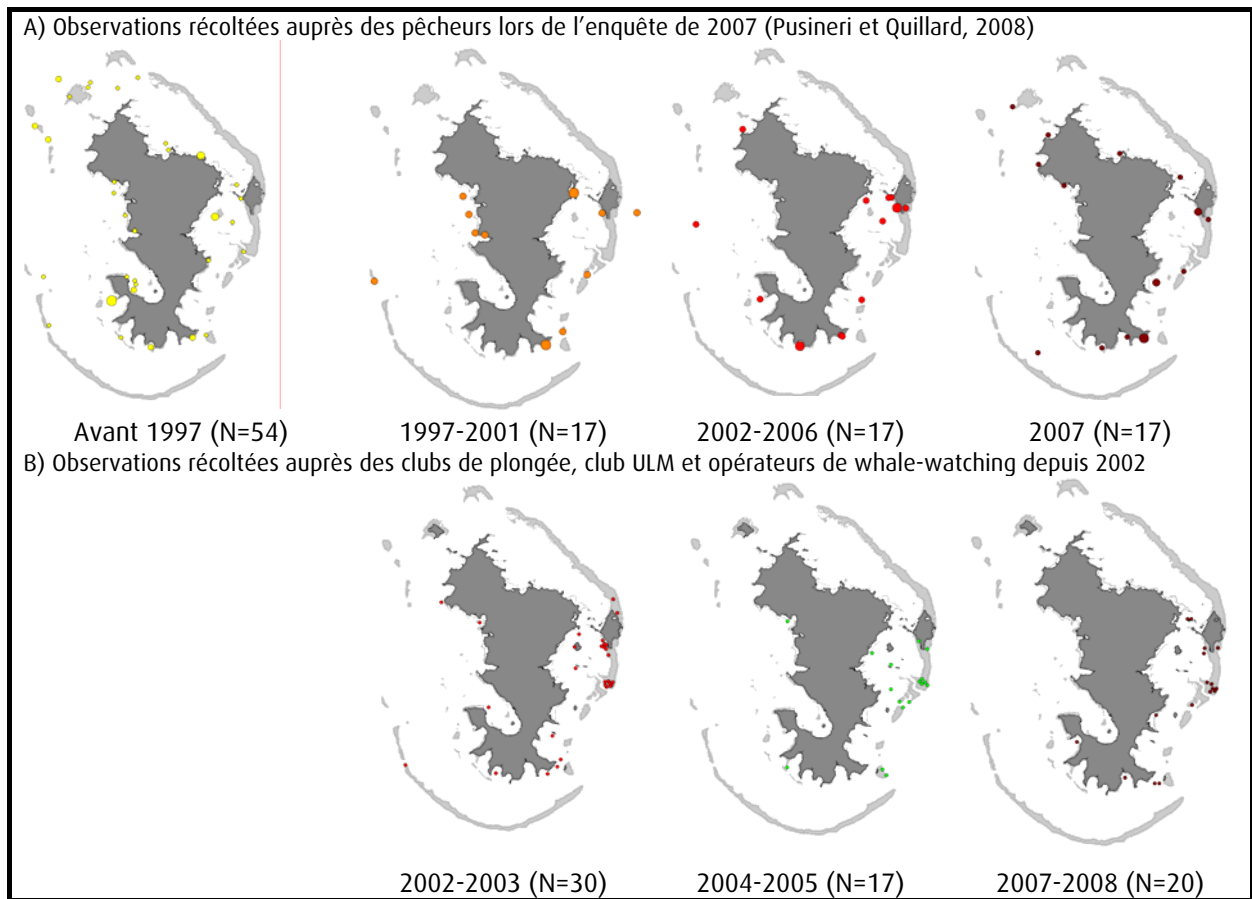 A) Observations récoltées auprès des pêcheurs lors de l'enquête de 2007 (Pusineri et Quillard, 2008)
Avant 1997 (N=54)
1997-2001 (N=17)
2002-2006 (N=17)
2007 (N=17)
B) Observations récoltées auprès des clubs de plongée, club ULM et opérateurs de whale-watching depuis 2002
2002-2003 (N=30)
2004-2005 (N=17)
2007-2008 (N=20)